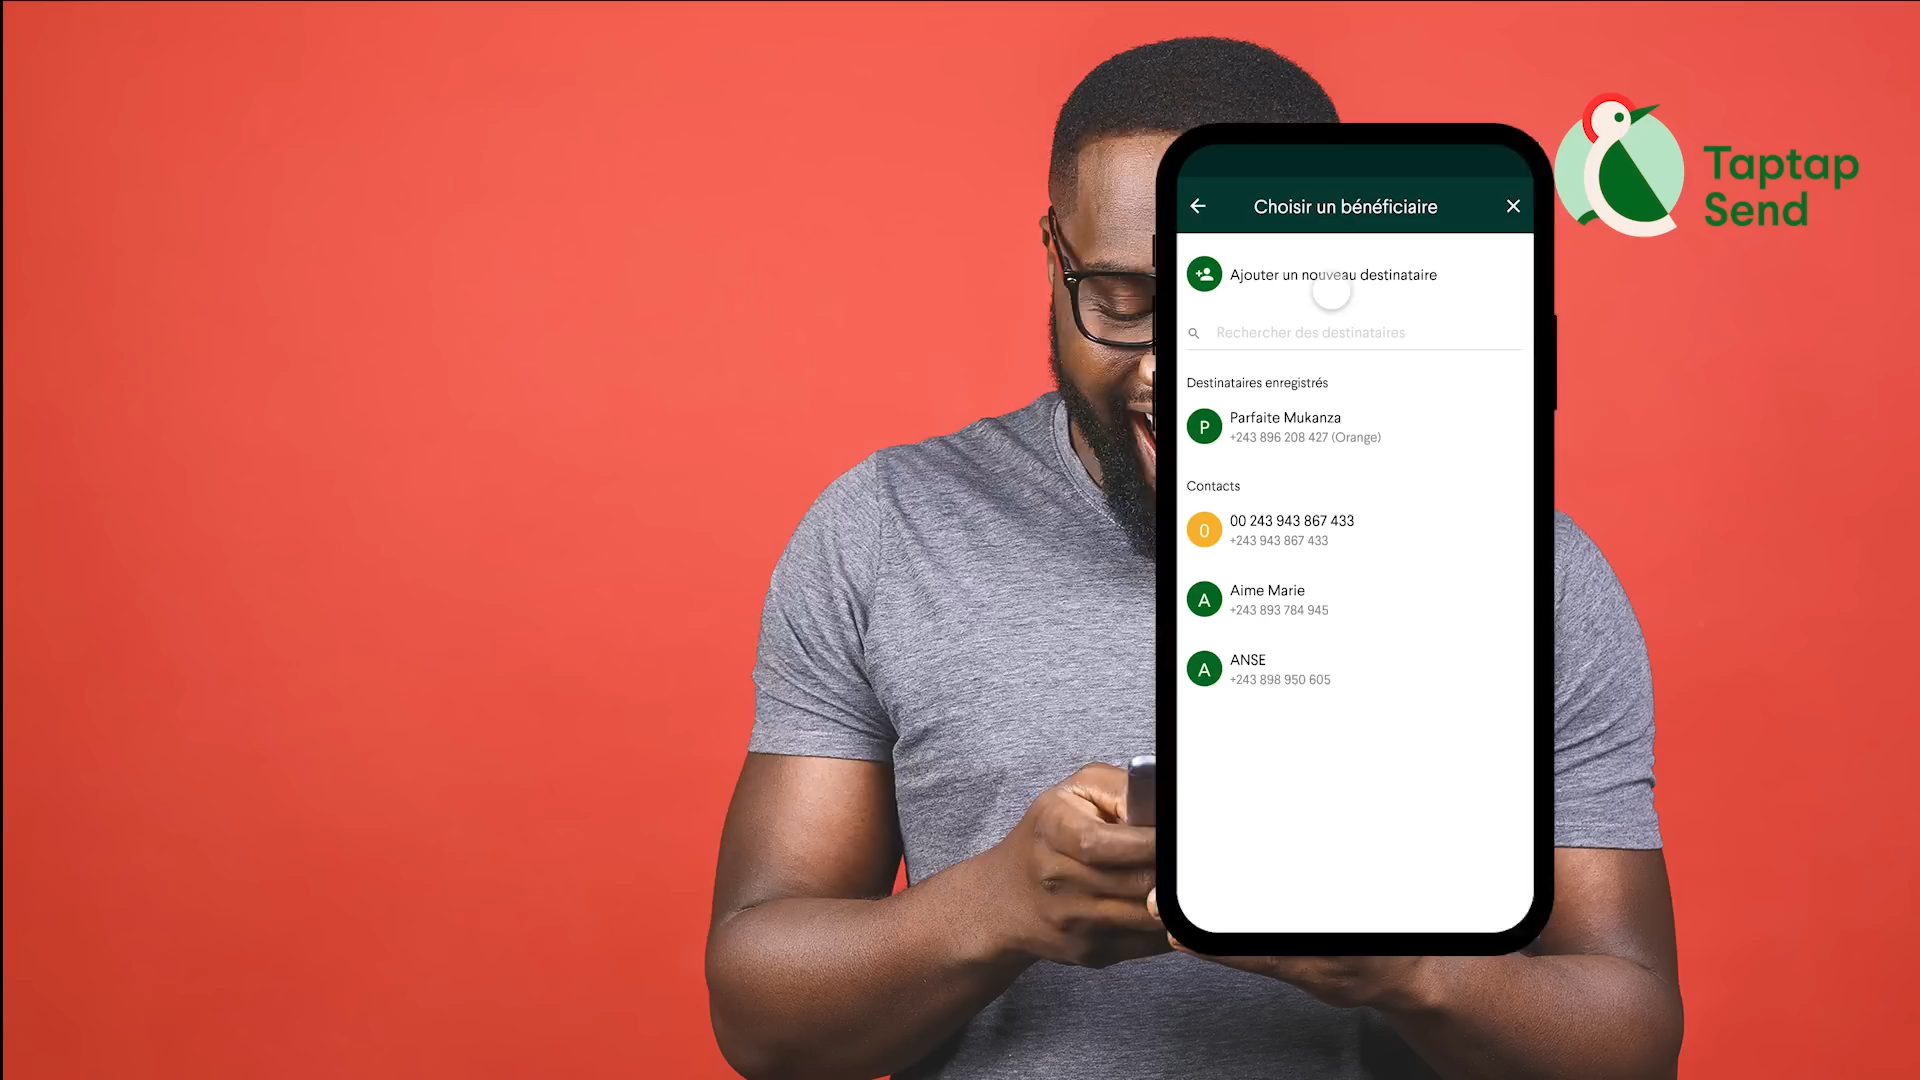 Taptap
Send
Choisir un bénéficiaire
Ajouter un nouveau destinataire
Rechercher des destinataires
Destinataires enregistrés
P
Parfaite Mukanza
+243 896 208 427 (Orange)
Contacts
0
00 243 943 867 433
+243 943 867 433
A
Aime Marie
+243 893 784 945
A
ANSE
+243 898 950 605